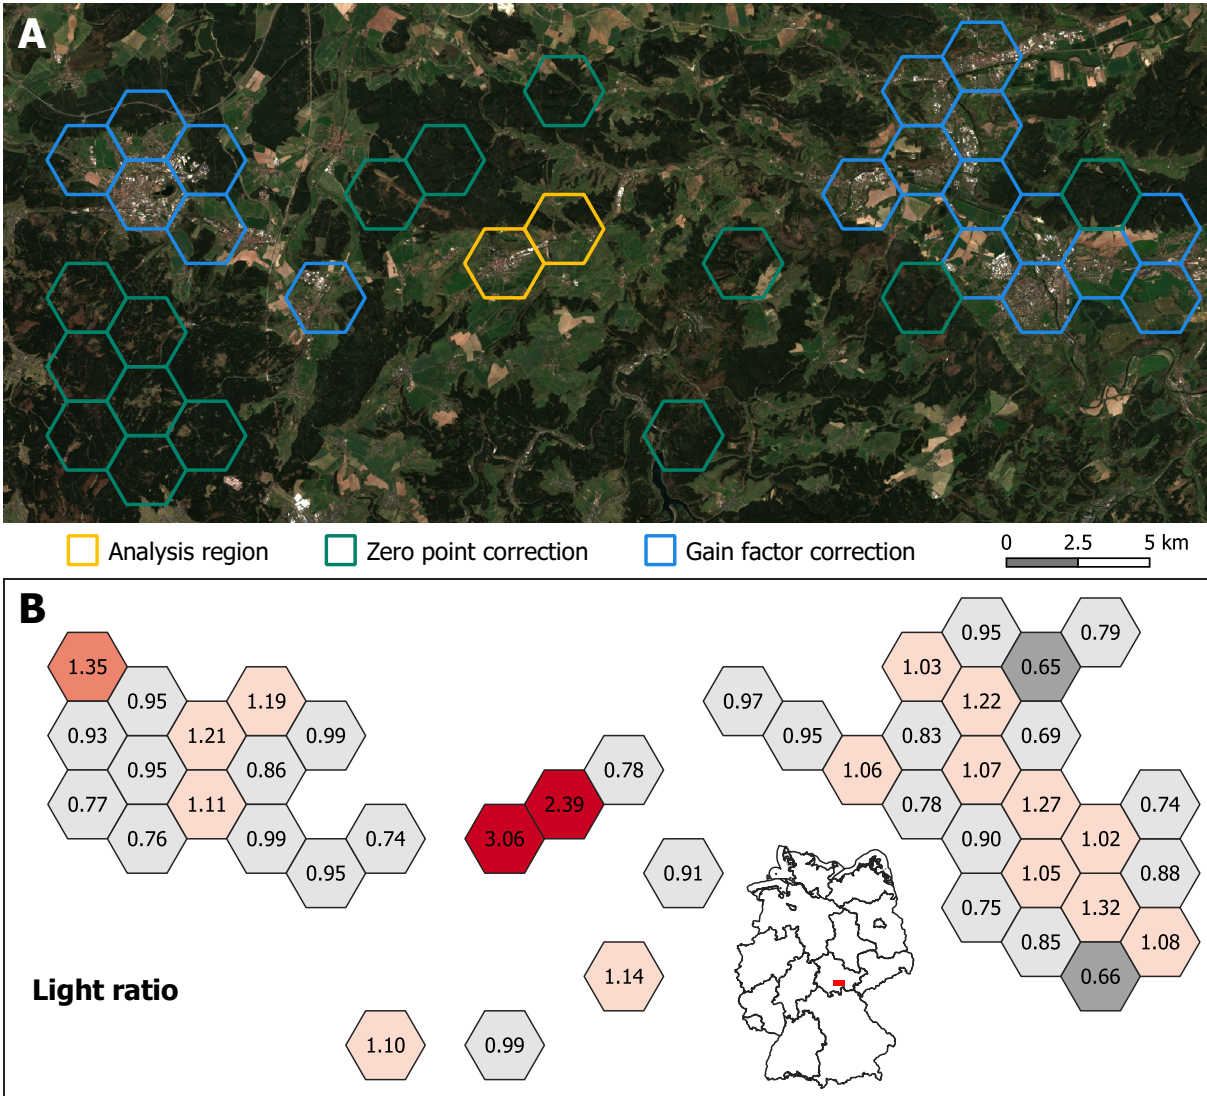 A
Analysis region
Zero point correction
Gain factor correction
0 2.5 5 km
B
0.95 0.79
1.35 1.03 0.65
0.95 1.19 0.97 1.22
0.93 1.21 0.99 0.95 0.83 0.69
0.95 0.86 0.78 1.06 1.07
0.77 1.11 2.39 0.78 1.27 0.74
0.76 0.99 0.74 3.06 0.90 1.02
0.95 0.91 1.05 0.88
0.75 1.32
0.85 1.08
Light ratio 1.14 0.66
1.10 0.99